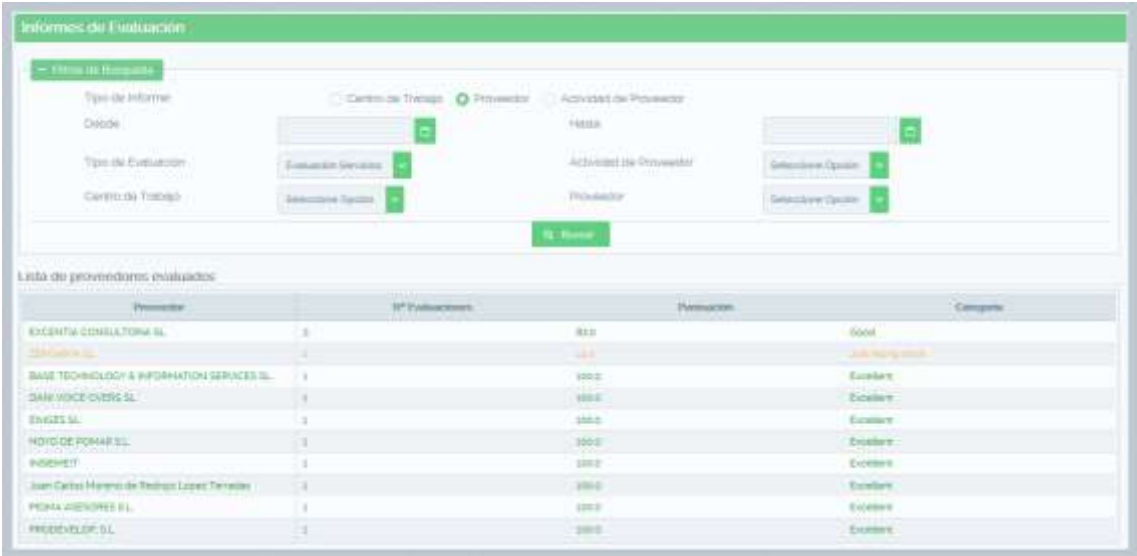 Informes de Evaluación
− Filtros de Búsqueda
Tipo de Informe Centro de Trabajo Proveedor Actividad de Proveedor
Desde Hasta
Tipo de Evaluación Evaluación Servicios Actividad de Proveedor Seleccione Opción
Centro de Trabajo Seleccione Opción Proveedor Seleccione Opción
Buscar
Lista de proveedores evaluados
Proveedor Nº Evaluaciones Puntuación Categoría
EXCENTIA CONSULTORIA SL Good
BASE TECHNOLOGY & INFORMATION SERVICES SL 1 100.0 Excellent
DANI VOICE OVERS SL 1 100.0 Excellent
ENIGES SL 1 100.0 Excellent
HOYO DE POMAR S.L. 1 100.0 Excellent
1 100.0 Excellent
Juan Carlos Moreno de Redrojo Lopez Terradas 1 100.0 Excellent
ASESORES S.L. 1 100.0 Excellent
PRODEVELOP, S.L. 1 100.0 Excellent